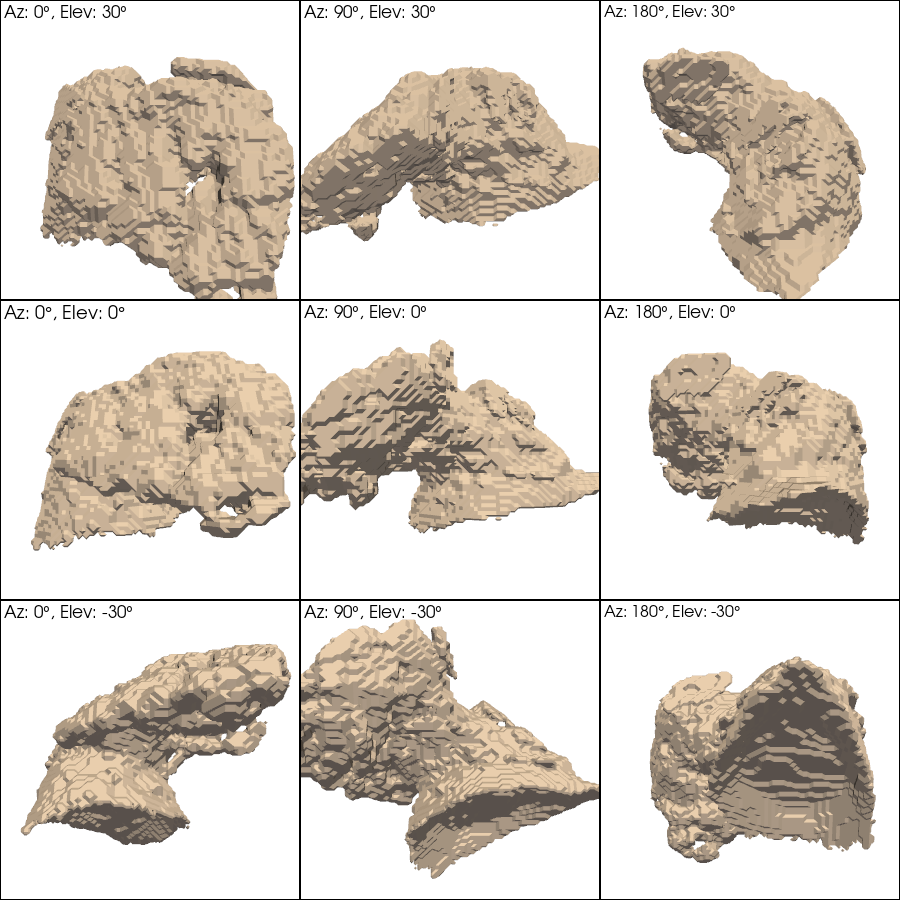 Az: 0°, Elev: 30°
Az: 90°, Elev: 30°
Az: 180°, Elev: 30°
Az: 0°, Elev: 0°
Az: 90°, Elev: 0°
Az: 180°, Elev: 0°
Az: 0°, Elev: -30°
Az: 90°, Elev: -30°
Az: 180°, Elev: -30°